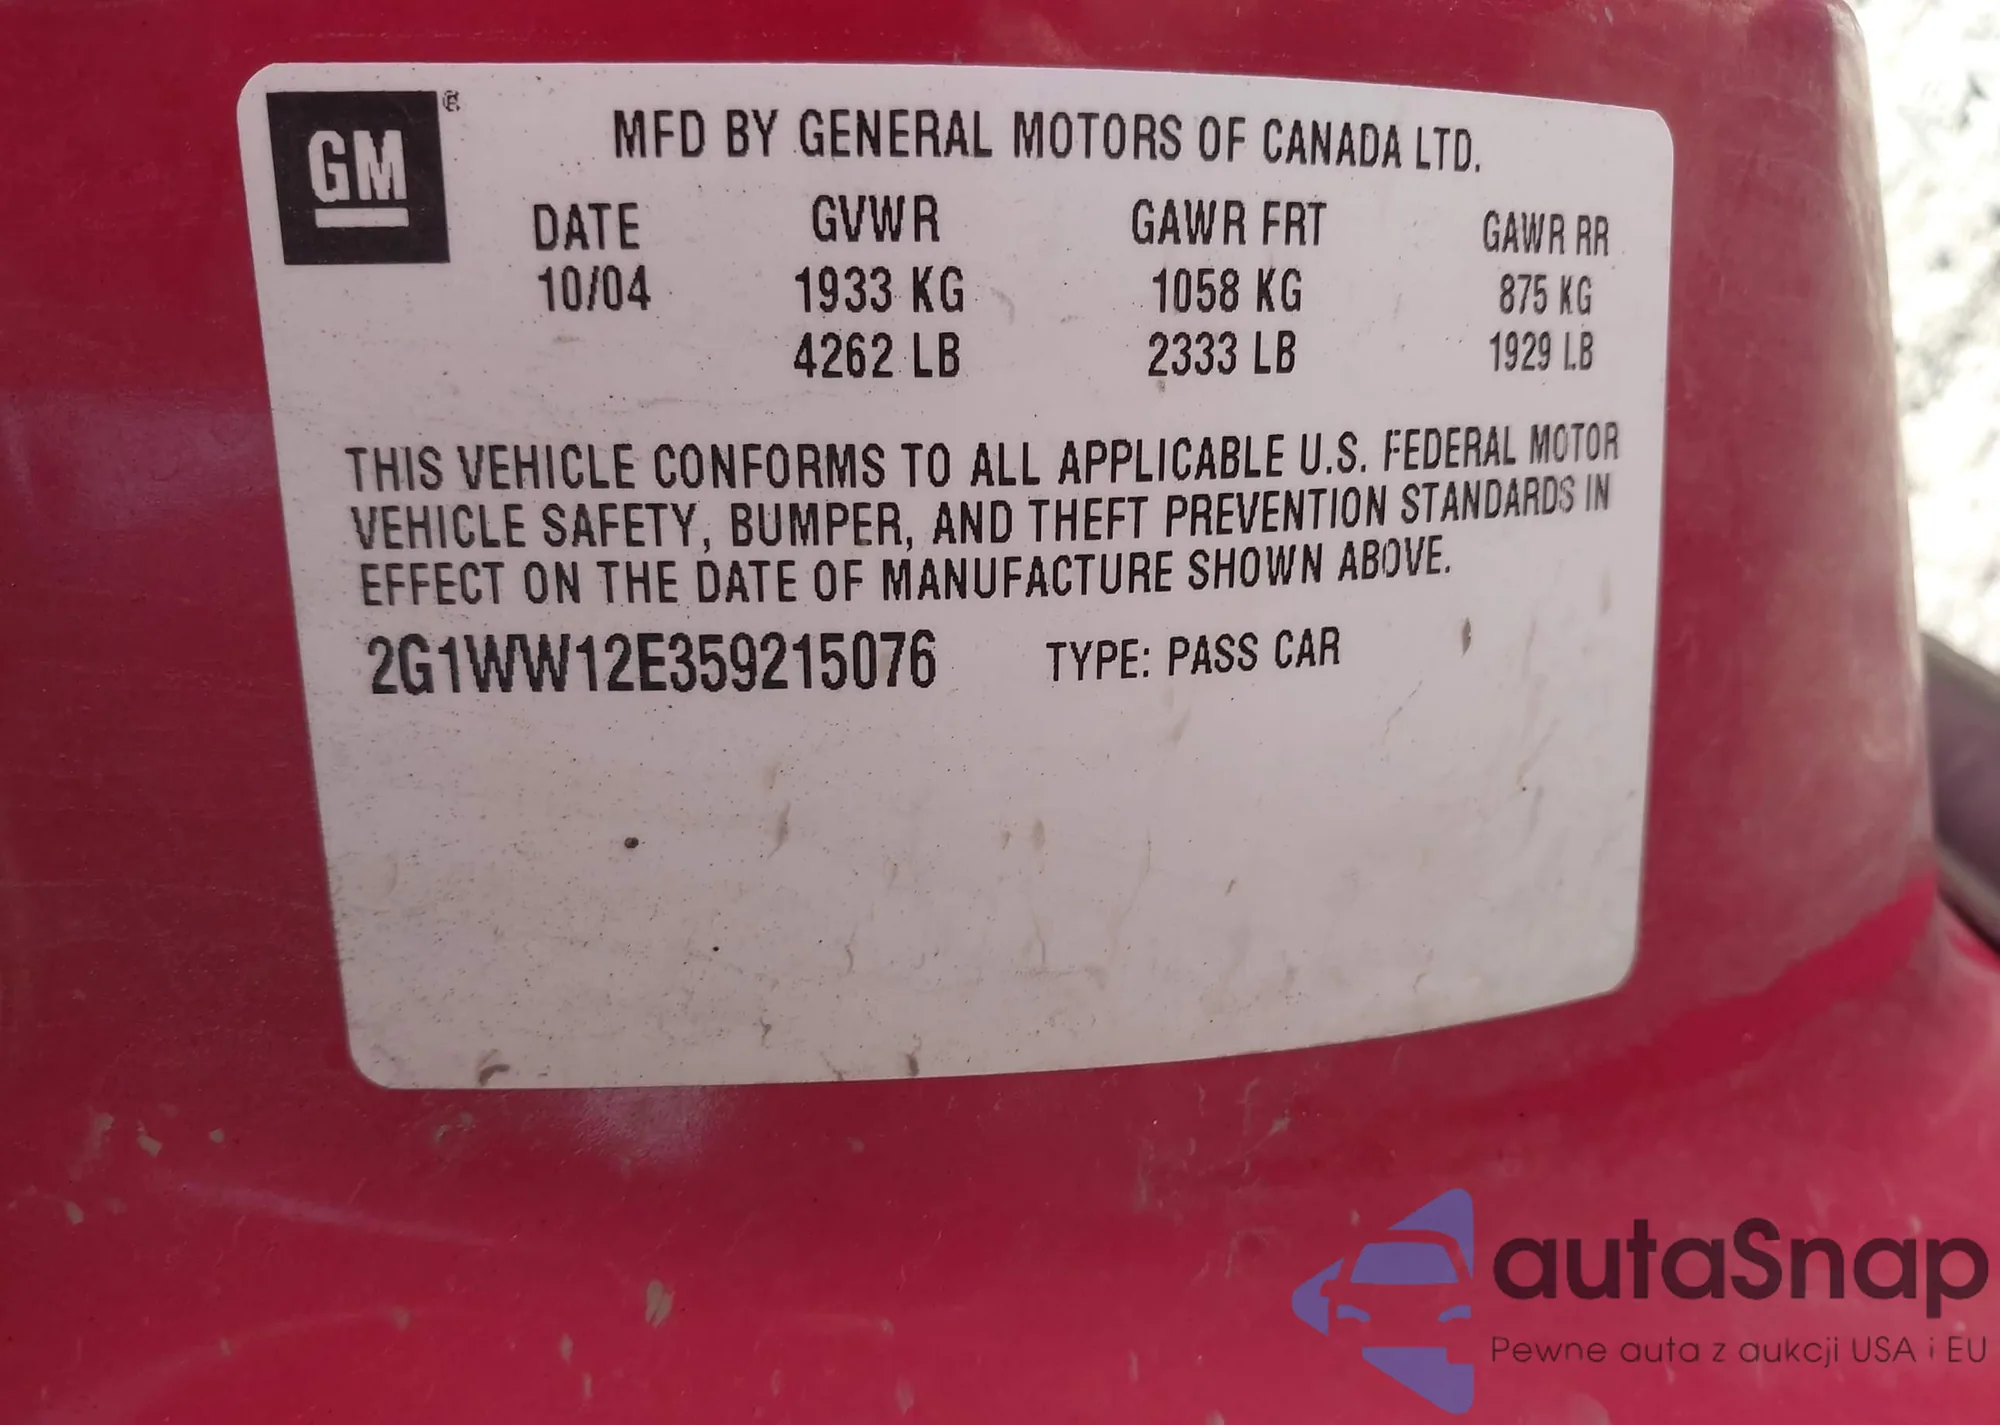 GM ®
MFD BY GENERAL MOTORS OF CANADA LTD.
DATE GVWR GAWR FRT GAWR RR
10/04 1933 KG 1058 KG 875 KG
4262 LB 2333 LB 1929 LB
THIS VEHICLE CONFORMS TO ALL APPLICABLE U.S. FEDERAL MOTOR
VEHICLE SAFETY, BUMPER, AND THEFT PREVENTION STANDARDS IN
EFFECT ON THE DATE OF MANUFACTURE SHOWN ABOVE.
2G1WW12E359215076 TYPE: PASS CAR
autaSnap
Pewne auta z aukcji USA i EU